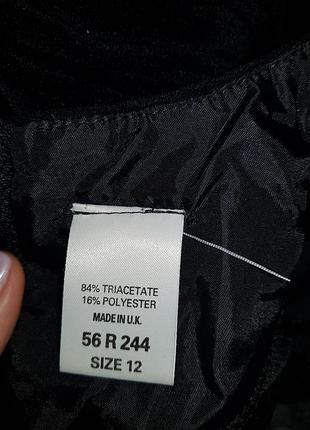 84% TRIACETATE
16% POLYESTER
MADE IN U.K.
56 R 244
SIZE 12